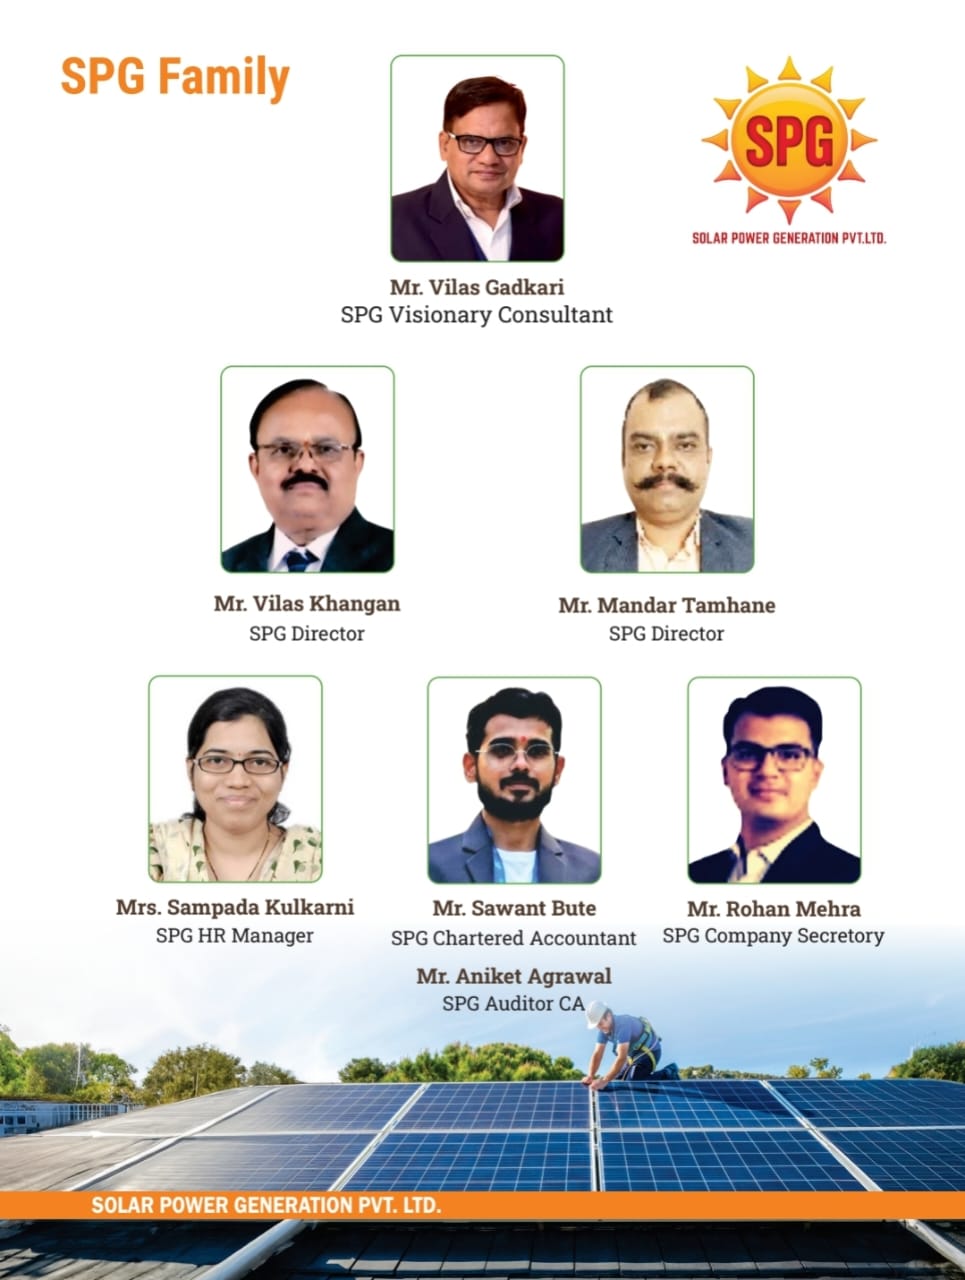 SPG Family
SPG
SOLAR POWER GENERATION PVT.LTD.
Mr. Vilas Gadkari
SPG Visionary Consultant
Mr. Vilas Khangan
SPG Director
Mr. Mandar Tamhane
SPG Director
Mrs. Sampada Kulkarni
SPG HR Manager
Mr. Sawant Bute
SPG Chartered Accountant
Mr. Rohan Mehra
SPG Company Secretory
Mr. Aniket Agrawal
SPG Auditor CA
SOLAR POWER GENERATION PVT. LTD.